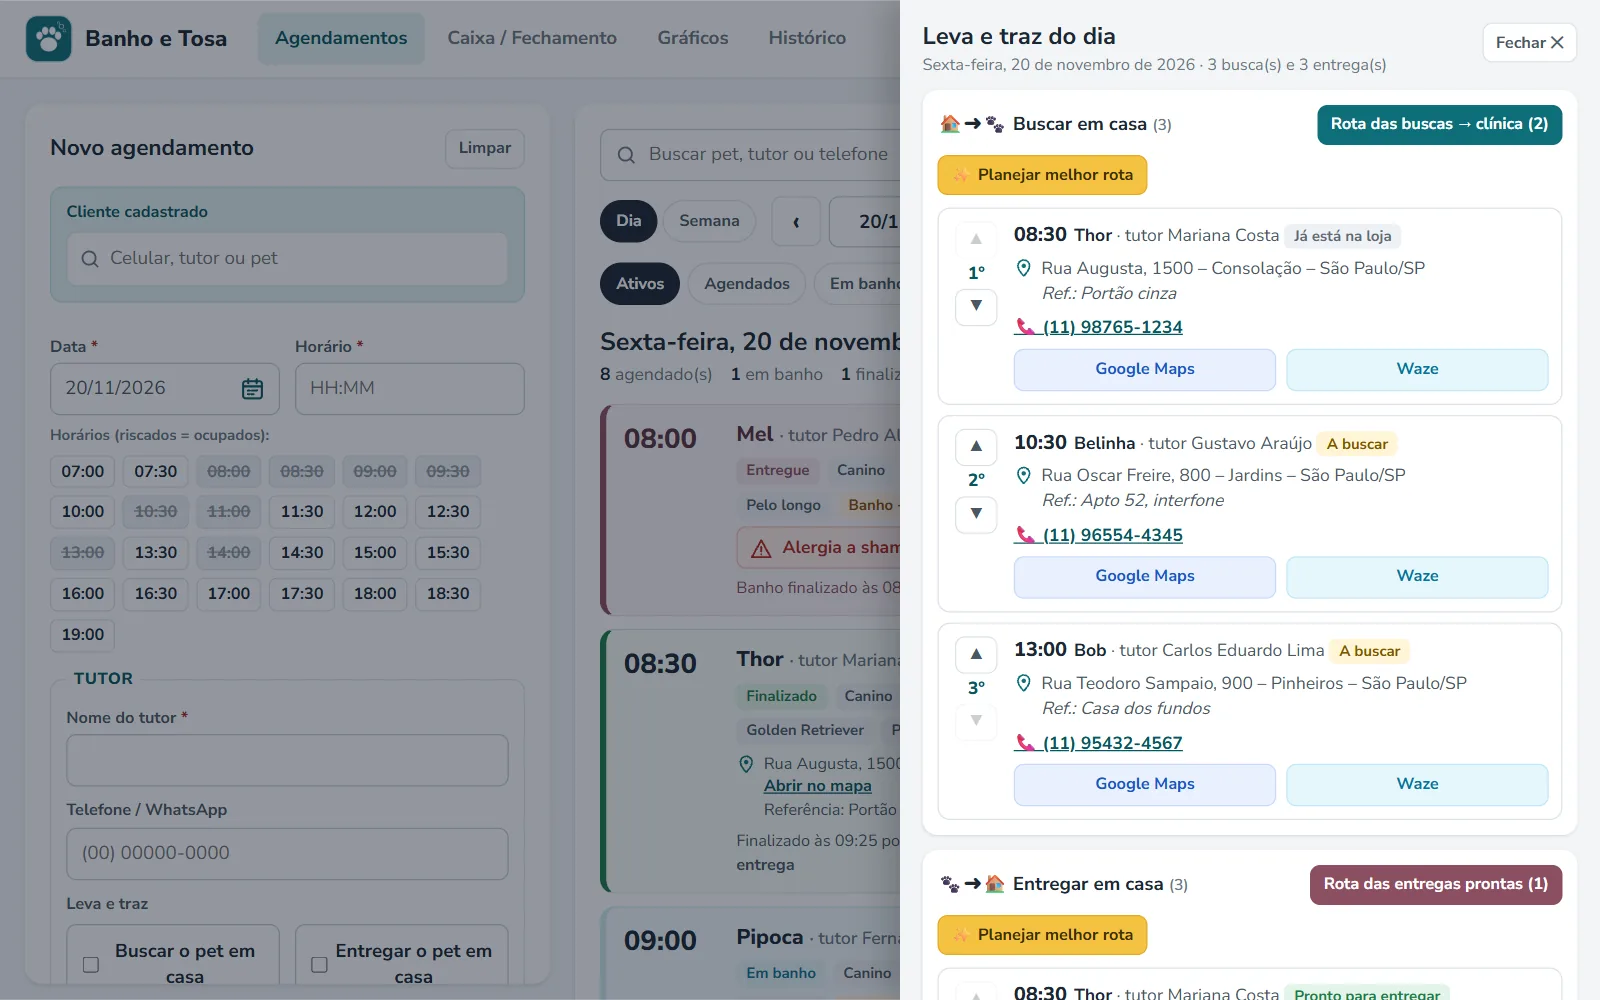 Banho e Tosa
Agendamentos
Caixa / Fechamento
Gráficos
Histórico
Novo agendamento
Limpar
Cliente cadastrado
Celular, tutor ou pet
Data *
Horário *
20/11/2026
HH:MM
Horários (riscados = ocupados):
07:00 07:30 08:00 08:30 09:00 09:30
10:00 10:30 11:00 11:30 12:00 12:30
13:00 13:30 14:00 14:30 15:00 15:30
16:00 16:30 17:00 17:30 18:00 18:30
19:00
TUTOR
Nome do tutor *
Telefone / WhatsApp
(00) 00000-0000
Leva e traz
Buscar o pet em casa
Entregar o pet em casa
Buscar pet, tutor ou telefone
Dia
Semana
‹
20/1
Ativos
Agendados
Em banho
Sexta-feira, 20 de novemb
8 agendado(s) 1 em banho 1 finaliz
08:00
Mel · tutor Pedro Al
Entregue
Canino
Pelo longo
Banho
Alergia a sham
Banho finalizado às 08
08:30
Thor · tutor Mariana
Finalizado
Canino
Golden Retriever
P
Rua Augusta, 1500
Abrir no mapa
Referência: Portão
Finalizado às 09:25 po
entrega
09:00
Pipoca · tutor Ferna
Em banho
Canino
Leva e traz do dia
Sexta-feira, 20 de novembro de 2026 · 3 busca(s) e 3 entrega(s)
Fechar
Buscar em casa (3)
Rota das buscas → clínica (2)
Planejar melhor rota
▲
1º
▼
08:30 Thor · tutor Mariana Costa Já está na loja
Rua Augusta, 1500 – Consolação – São Paulo/SP
Ref.: Portão cinza
(11) 98765-1234
Google Maps
Waze
▲
2º
▼
10:30 Belinha · tutor Gustavo Araújo A buscar
Rua Oscar Freire, 800 – Jardins – São Paulo/SP
Ref.: Apto 52, interfone
(11) 96554-4345
Google Maps
Waze
▲
3º
▼
13:00 Bob · tutor Carlos Eduardo Lima A buscar
Rua Teodoro Sampaio, 900 – Pinheiros – São Paulo/SP
Ref.: Casa dos fundos
(11) 95432-4567
Google Maps
Waze
Entregar em casa (3)
Rota das entregas prontas (1)
Planejar melhor rota
▲
08:30 Thor · tutor Mariana Costa Pronto para entregar